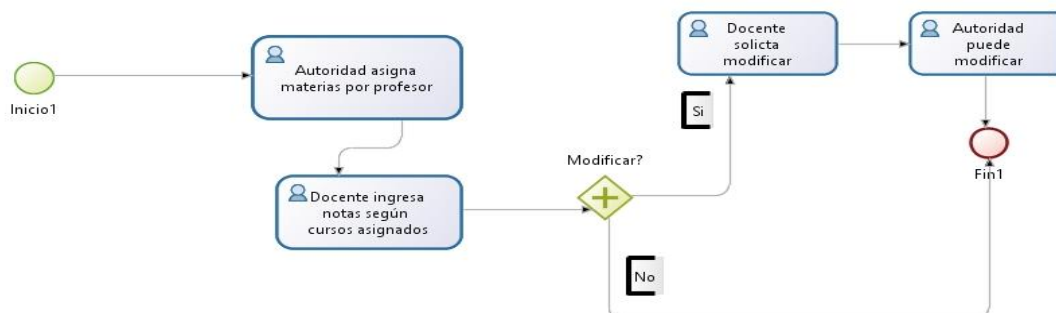 Inicio1
Autoridad asigna
materias por profesor
Docente ingresa
notas según
cursos asignados
Modificar?
Si
No
Docente
solicta
modificar
Autoridad
puede
modificar
Fin1